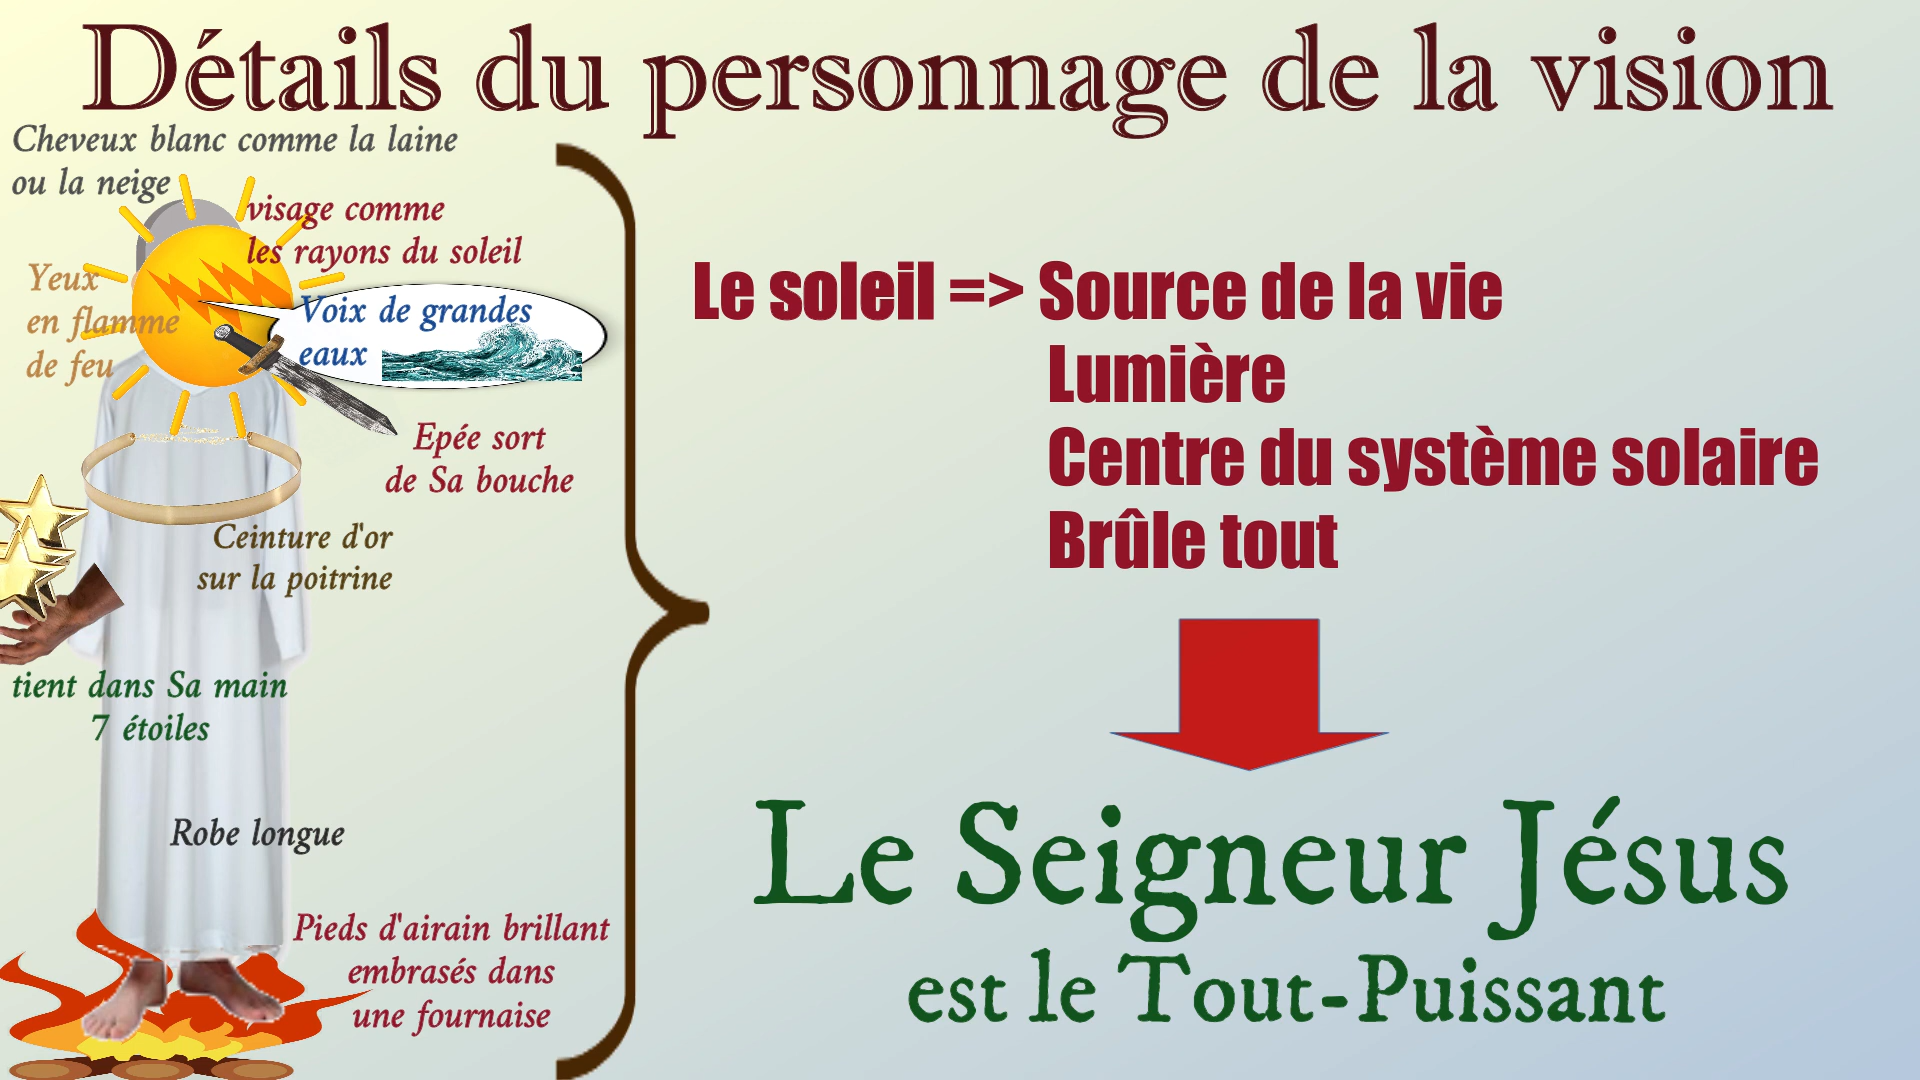 Détails du personnage de la vision
Cheveux blanc comme la laine
ou la neige
visage comme
les rayons du soleil
Yeux
en flamme
de feu
Voix de grandes
eaux
Epée sort
de Sa bouche
Ceinture d'or
sur la poitrine
tient dans Sa main
7 étoiles
Robe longue
Pieds d'airain brillant
embrasés dans
une fournaise
Le soleil => Source de la vie
Lumière
Centre du système solaire
Brûle tout
Le Seigneur Jésus
est le Tout-Puissant